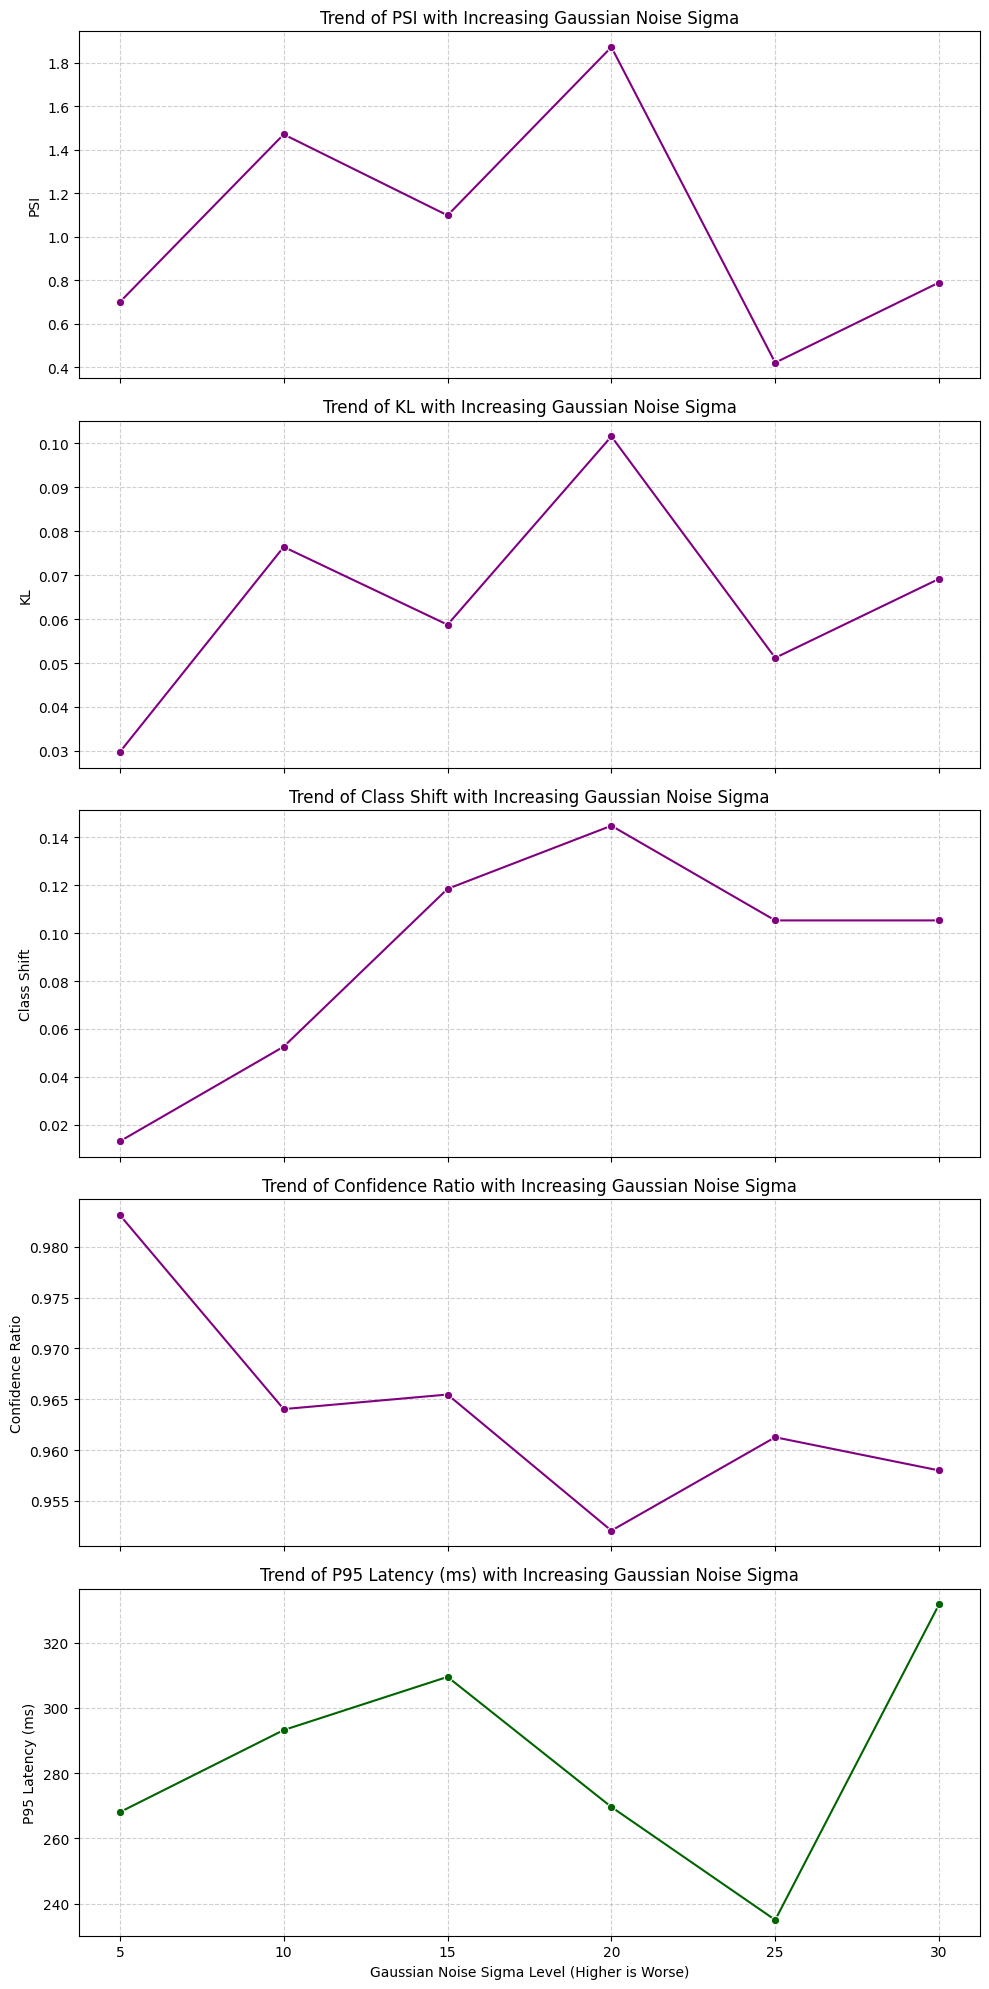 Trend of PSI with Increasing Gaussian Noise Sigma
1.8
1.6
1.4
1.2
1.0
0.8
0.6
0.4
PSI
Trend of KL with Increasing Gaussian Noise Sigma
0.10
0.09
0.08
0.07
0.06
0.05
0.04
0.03
KL
Trend of Class Shift with Increasing Gaussian Noise Sigma
0.14
0.12
0.10
0.08
0.06
0.04
0.02
Class Shift
Trend of Confidence Ratio with Increasing Gaussian Noise Sigma
0.980
0.975
0.970
0.965
0.960
0.955
Confidence Ratio
Trend of P95 Latency (ms) with Increasing Gaussian Noise Sigma
320
300
280
260
240
P95 Latency (ms)
5 10 15 20 25 30
Gaussian Noise Sigma Level (Higher is Worse)